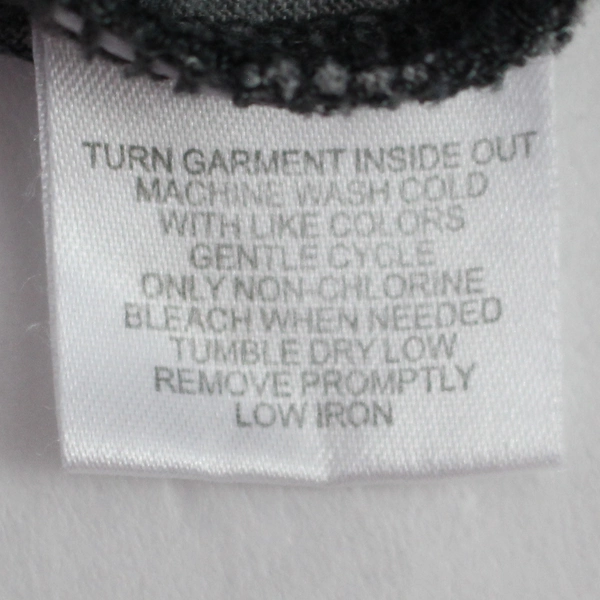 TURN GARMENT INSIDE OUT
MACHINE WASH COLD
WITH LIKE COLORS
GENTLE CYCLE
ONLY NON-CHLORINE
BLEACH WHEN NEEDED
TUMBLE DRY LOW
REMOVE PROMPTLY
LOW IRON